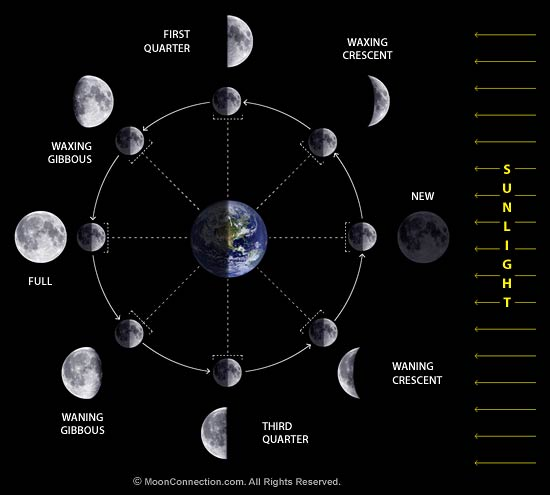 FIRST
QUARTER
WAXING
CRESCENT
WAXING
GIBBOUS
NEW
SUNLIGHT
FULL
WANING
CRESCENT
WANING
GIBBOUS
THIRD
QUARTER
© MoonConnection.com. All Rights Reserved.